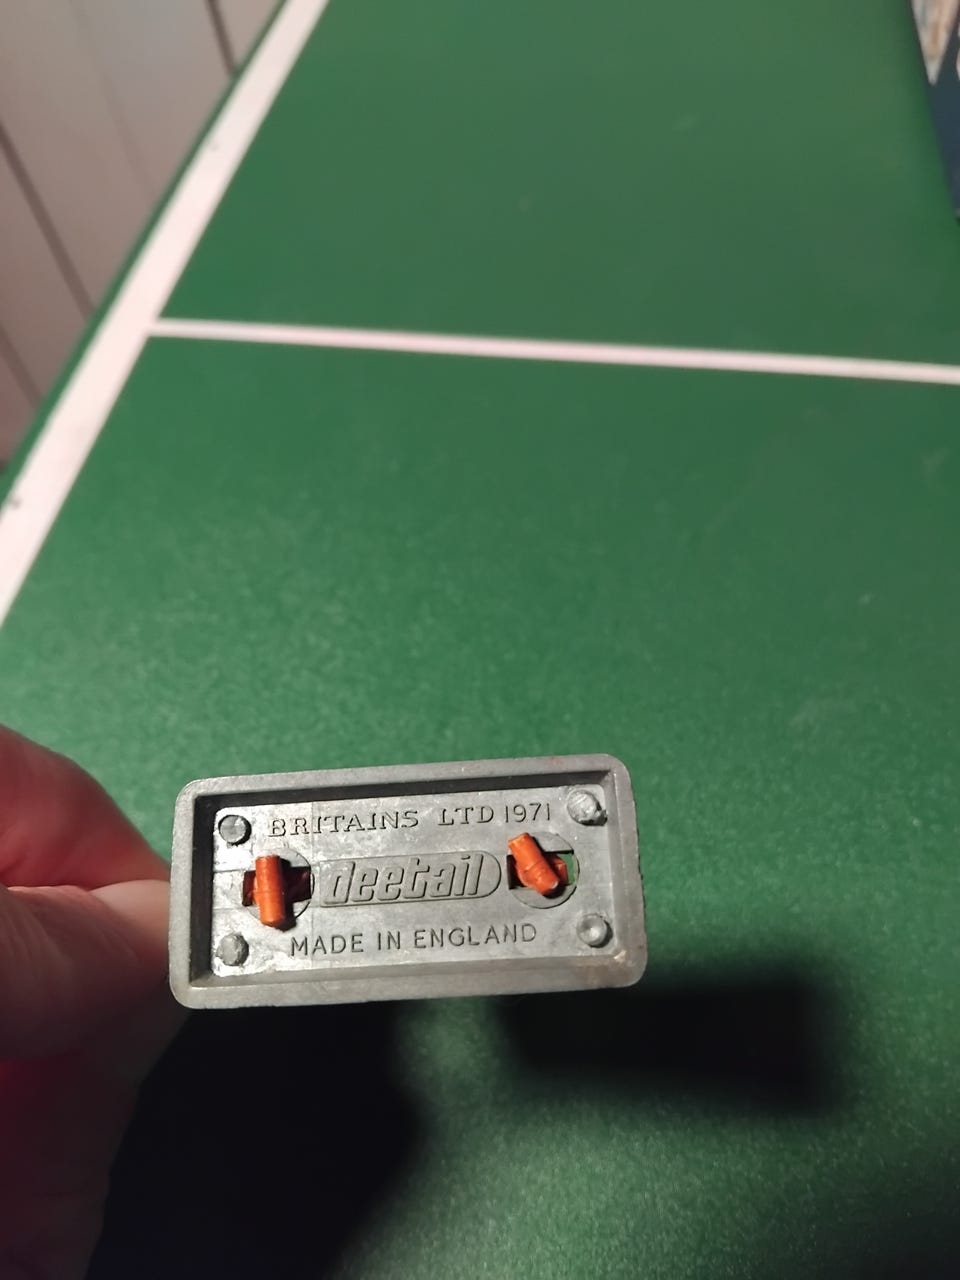 BRITAINS LTD 1971
deetail
MADE IN ENGLAND